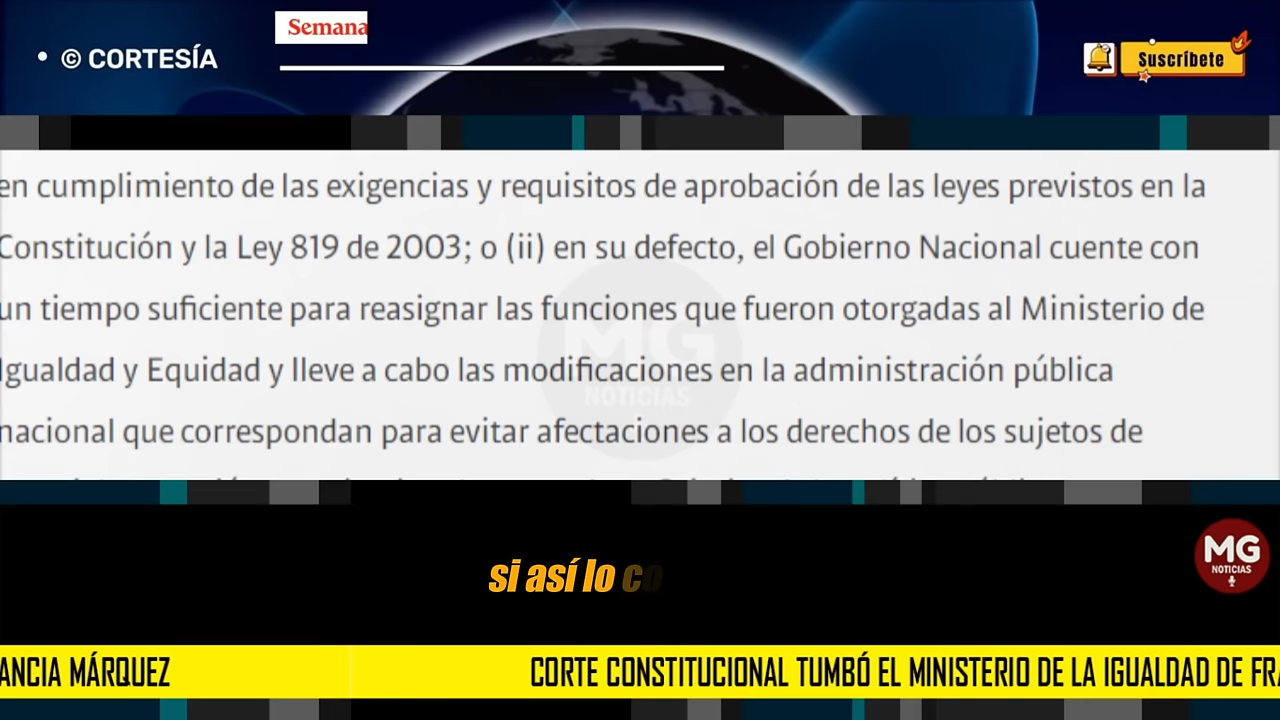 Semana
• © CORTESÍA
Suscríbete
en cumplimiento de las exigencias y requisitos de aprobación de las leyes previstos en la
Constitución y la Ley 819 de 2003; o (ii) en su defecto, el Gobierno Nacional cuente con
un tiempo suficiente para reasignar las funciones que fueron otorgadas al Ministerio de
Igualdad y Equidad y lleve a cabo las modificaciones en la administración pública
nacional que correspondan para evitar afectaciones a los derechos de los sujetos de
MG
NOTICIAS
si así lo co
MG
NOTICIAS
ANCIA MÁRQUEZ
CORTE CONSTITUCIONAL TUMBÓ EL MINISTERIO DE LA IGUALDAD DE FRA